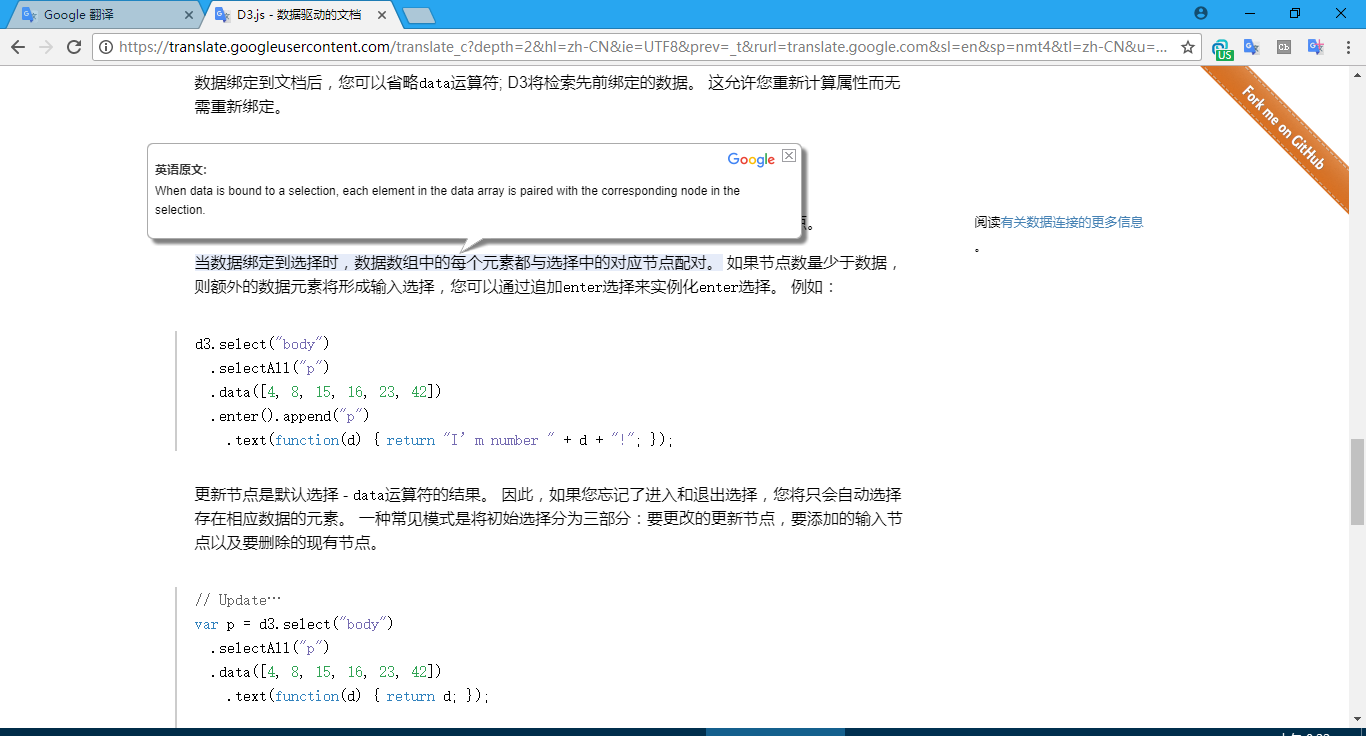 Google 翻译
D3.js - 数据驱动的文档
https://translate.googleusercontent.com/translate_c?depth=2&hl=zh-CN&ie=UTF8&prev=_t&rurl=translate.google.com&sl=en&sp=nmt4&tl=zh-CN&u=...
US
Cb
数据绑定到文档后，您可以省略data运算符; D3将检索先前绑定的数据。 这允许您重新计算属性而无
需重新绑定。
Fork me on GitHub
Google
英语原文:
When data is bound to a selection, each element in the data array is paired with the corresponding node in the
selection.
阅读有关数据连接的更多信息
。
当数据绑定到选择时，数据数组中的每个元素都与选择中的对应节点配对。 如果节点数量少于数据，
则额外的数据元素将形成输入选择，您可以通过追加enter选择来实例化enter选择。 例如：
d3.select("body")
.selectAll("p")
.data([4, 8, 15, 16, 23, 42])
.enter().append("p")
.text(function(d) { return "I’m number " + d + "!"; });
更新节点是默认选择 - data运算符的结果。 因此，如果您忘记了进入和退出选择，您将只会自动选择
存在相应数据的元素。 一种常见模式是将初始选择分为三部分：要更改的更新节点，要添加的输入节
点以及要删除的现有节点。
// Update…
var p = d3.select("body")
.selectAll("p")
.data([4, 8, 15, 16, 23, 42])
.text(function(d) { return d; });